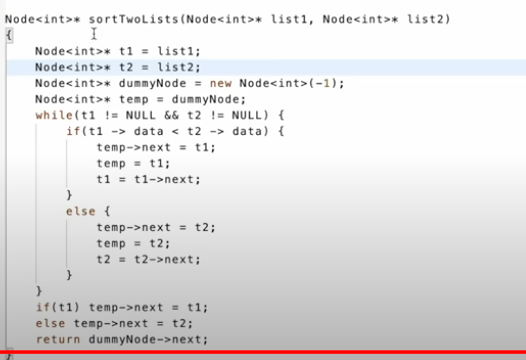 Node<int>* sortTwoLists(Node<int>* list1, Node<int>* list2)
{
    Node<int>* t1 = list1;
    Node<int>* t2 = list2;
    Node<int>* dummyNode = new Node<int>(-1);
    Node<int>* temp = dummyNode;
    while(t1 != NULL && t2 != NULL) {
        if(t1 -> data < t2 -> data) {
            temp->next = t1;
            temp = t1;
            t1 = t1->next;
        }
        else {
            temp->next = t2;
            temp = t2;
            t2 = t2->next;
        }
    }
    if(t1) temp->next = t1;
    else temp->next = t2;
    return dummyNode->next;
}